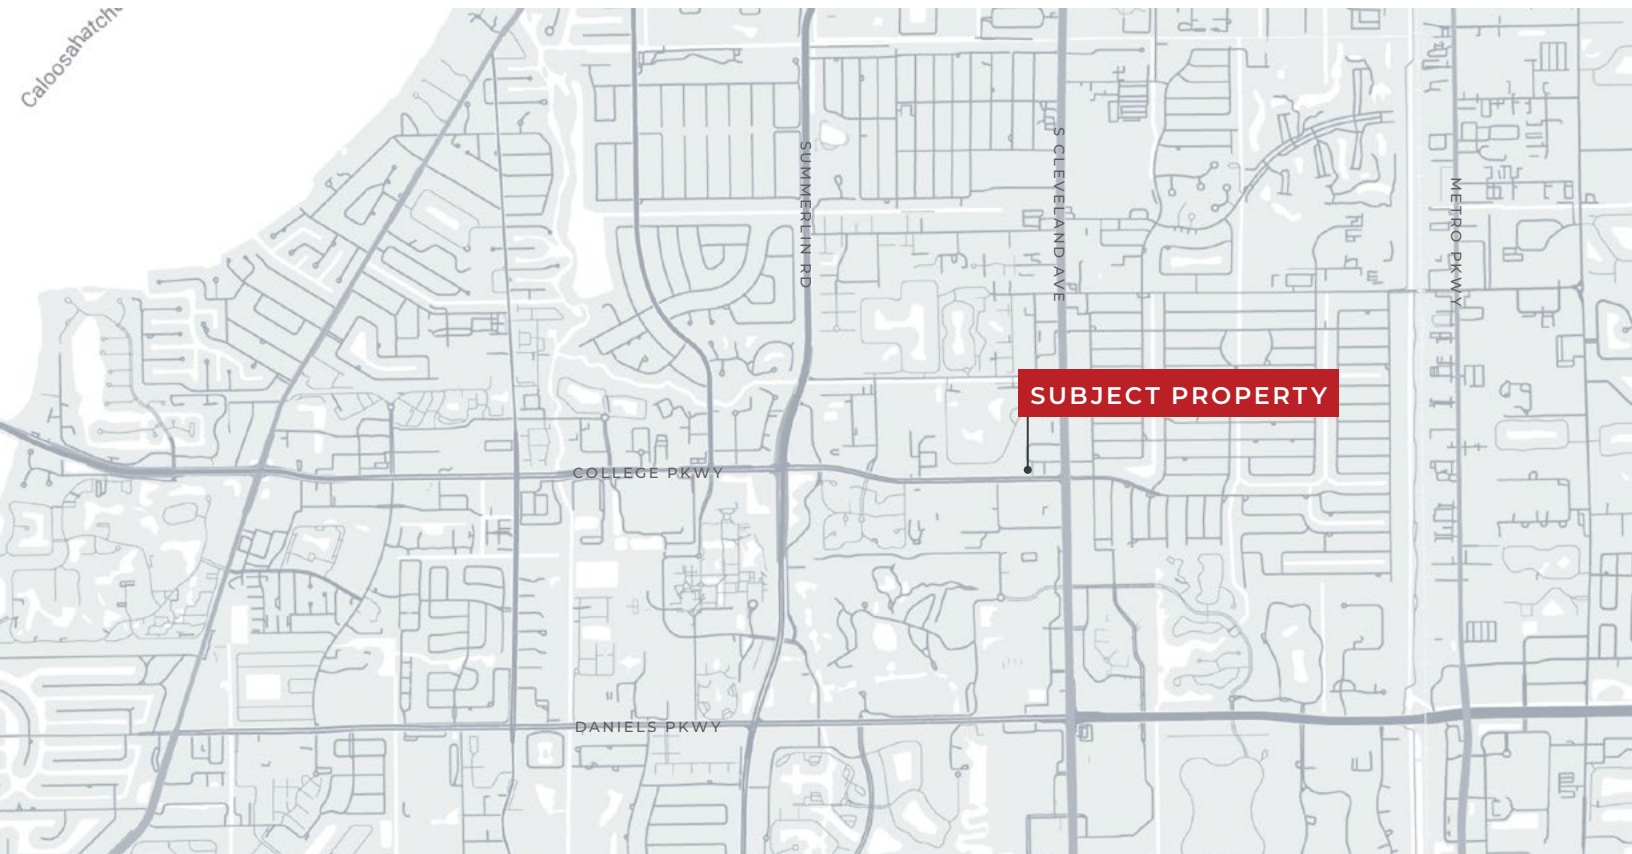 Caloosahatch
SUMMERLIN RD
S CLEVELAND AVE
METRO PKWY
SUBJECT PROPERTY
COLLEGE PKWY
DANIELS PKWY